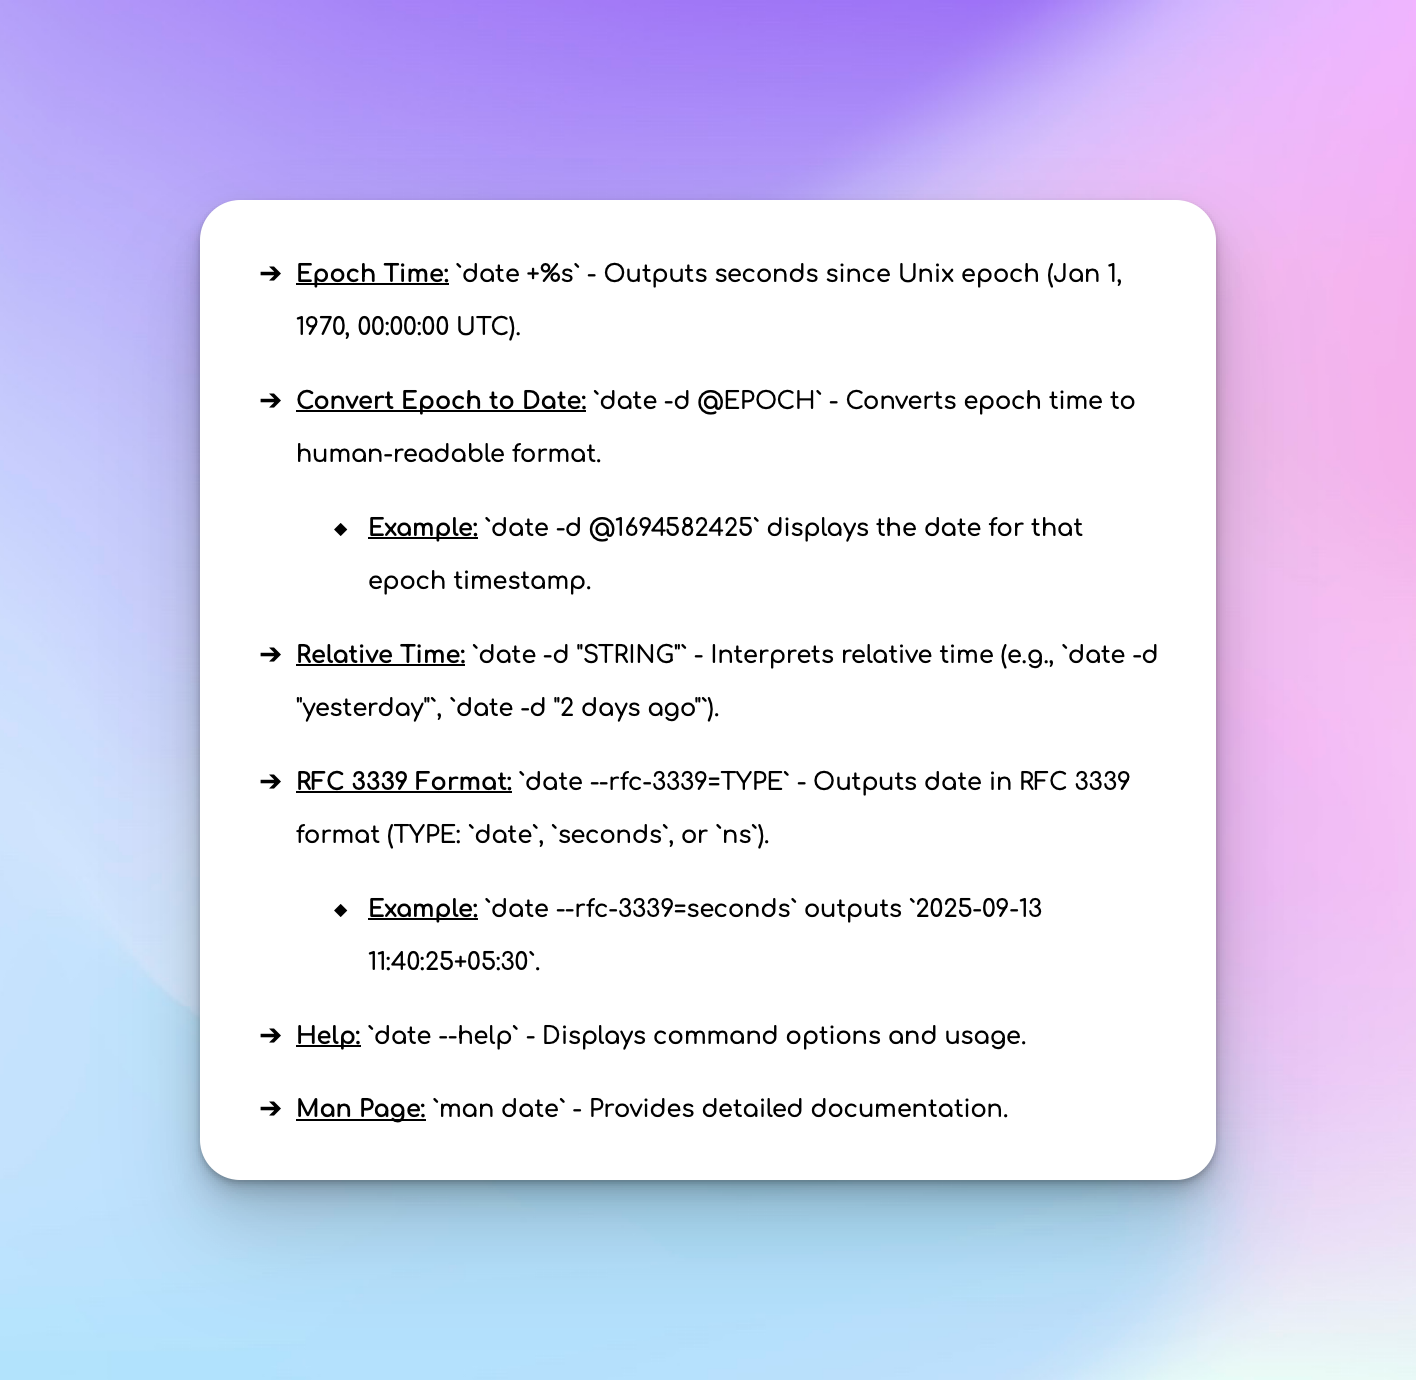 ➔ Epoch Time: `date +%s` - Outputs seconds since Unix epoch (Jan 1,
1970, 00:00:00 UTC).
➔ Convert Epoch to Date: `date -d @EPOCH` - Converts epoch time to
human-readable format.
◆ Example: `date -d @1694582425` displays the date for that
epoch timestamp.
➔ Relative Time: `date -d "STRING"` - Interprets relative time (e.g., `date -d
"yesterday"`, `date -d "2 days ago"`).
➔ RFC 3339 Format: `date --rfc-3339=TYPE` - Outputs date in RFC 3339
format (TYPE: `date`, `seconds`, or `ns`).
◆ Example: `date --rfc-3339=seconds` outputs `2025-09-13
11:40:25+05:30`.
➔ Help: `date --help` - Displays command options and usage.
➔ Man Page: `man date` - Provides detailed documentation.